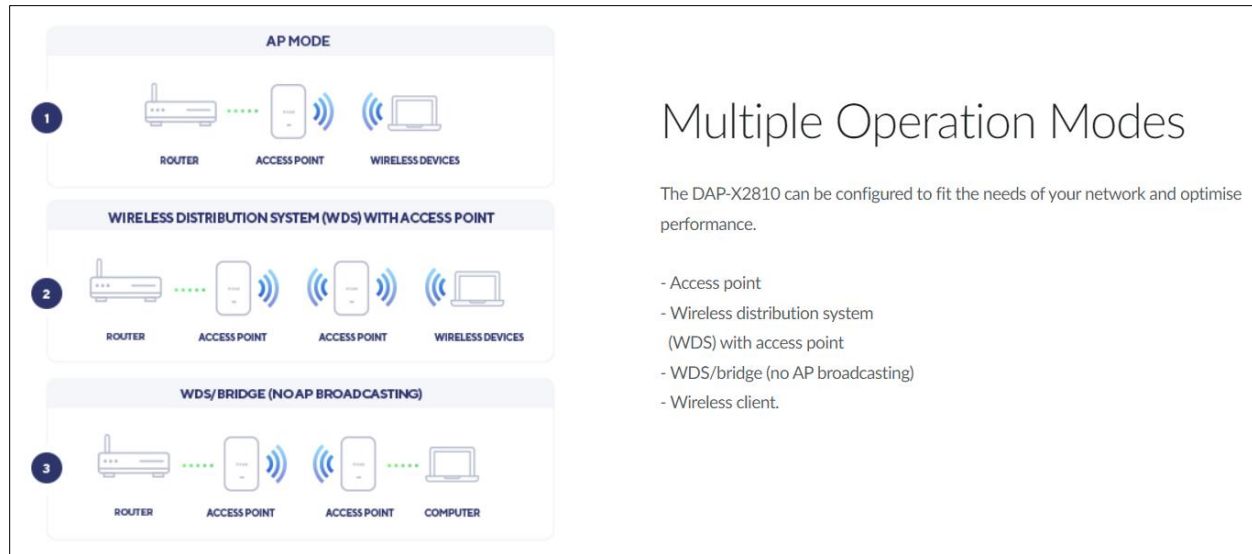 AP MODE
1
ROUTER
ACCESS POINT
WIRELESS DEVICES
WIRELESS DISTRIBUTION SYSTEM (WDS) WITH ACCESS POINT
2
ROUTER
ACCESS POINT
ACCESS POINT
WIRELESS DEVICES
WDS/BRIDGE (NO AP BROADCASTING)
3
ROUTER
ACCESS POINT
ACCESS POINT
COMPUTER
Multiple Operation Modes
The DAP-X2810 can be configured to fit the needs of your network and optimise
performance.
- Access point
- Wireless distribution system
(WDS) with access point
- WDS/bridge (no AP broadcasting)
- Wireless client.